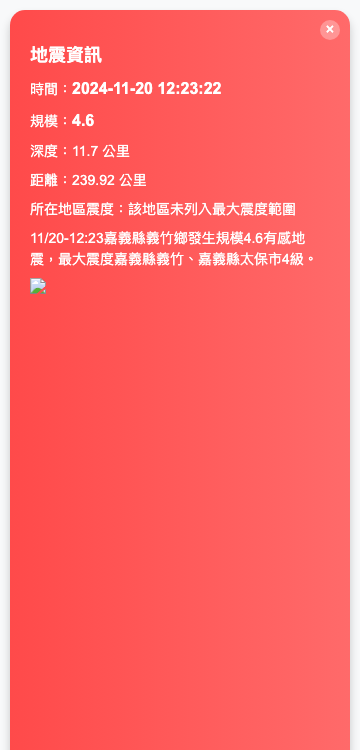 ×
地震資訊
時間：2024-11-20 12:23:22
規模：4.6
深度：11.7 公里
距離：239.92 公里
所在地區震度：該地區未列入最大震度範圍
11/20-12:23嘉義縣義竹鄉發生規模4.6有感地
震，最大震度嘉義縣義竹、嘉義縣太保市4級。